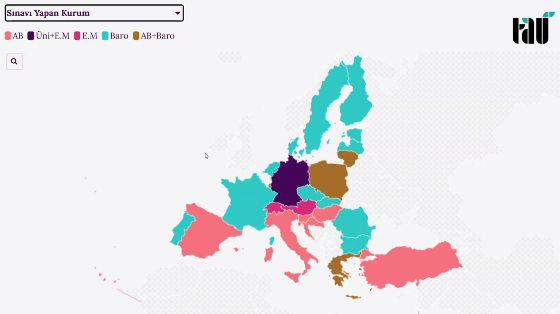 Sınavı Yapan Kurum
AB Üni+E.M E.M Baro AB+Baro
tau